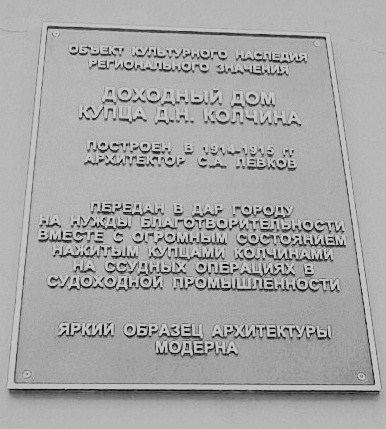 ОБЪЕКТ КУЛЬТУРНОГО НАСЛЕДИЯ
РЕГИОНАЛЬНОГО ЗНАЧЕНИЯ
ДОХОДНЫЙ ДОМ
КУПЦА Д.Н. КОПЧИНА
ПОСТРОЕН В 1914-1915 гг
АРХИТЕКТОР С.А. ЛЕВКОВ
ПЕРЕДАН В ДАР ГОРОДУ
НА НУЖДЫ БЛАГОТВОРИТЕЛЬНОСТИ
ВМЕСТЕ С ОГРОМНЫМ СОСТОЯНИЕМ
НАЖИТЫМ КУПЦАМИ КОЛЧИНАМИ
НА ССУДНЫХ ОПЕРАЦИЯХ В
СУДОХОДНОЙ ПРОМЫШЛЕННОСТИ
ЯРКИЙ ОБРАЗЕЦ АРХИТЕКТУРЫ
МОДЕРНА